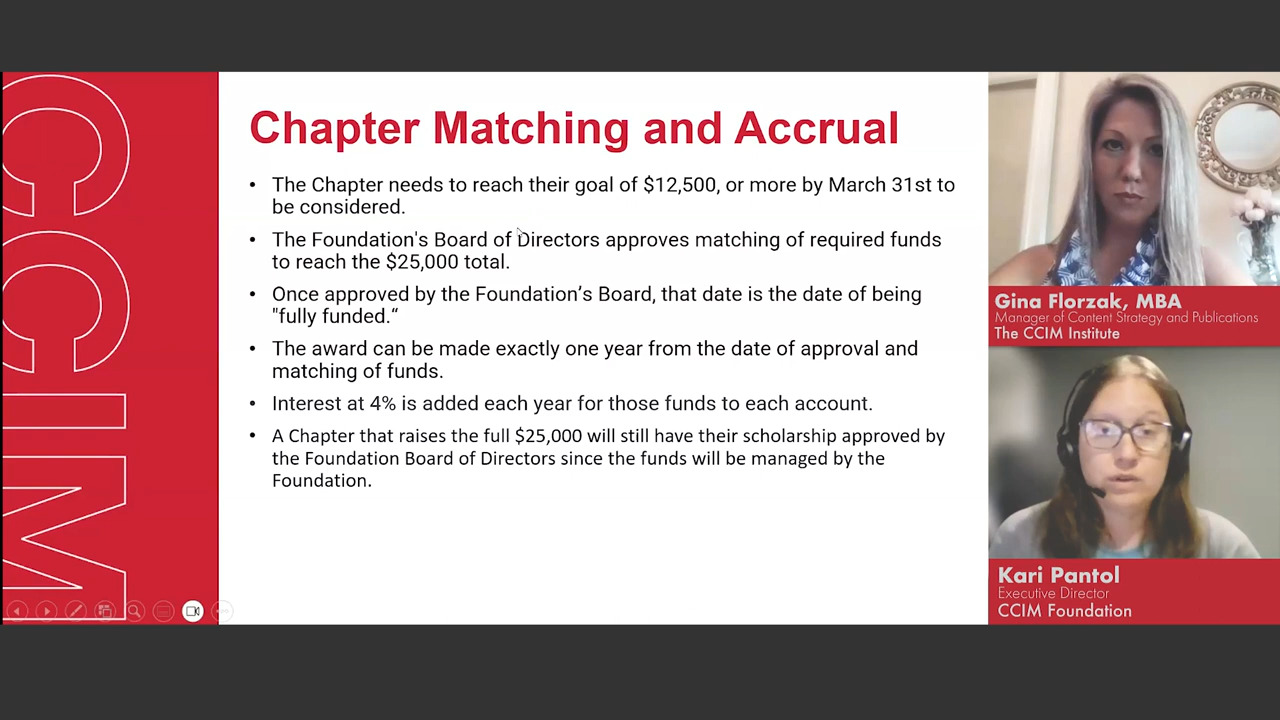 CCIM
Chapter Matching and Accrual
• The Chapter needs to reach their goal of $12,500, or more by March 31st to
be considered.
• The Foundation's Board of Directors approves matching of required funds
to reach the $25,000 total.
• Once approved by the Foundation’s Board, that date is the date of being
"fully funded.“
• The award can be made exactly one year from the date of approval and
matching of funds.
• Interest at 4% is added each year for those funds to each account.
• A Chapter that raises the full $25,000 will still have their scholarship approved by
the Foundation Board of Directors since the funds will be managed by the
Foundation.
Gina Florzak, MBA
Manager of Content Strategy and Publications
The CCIM Institute
Kari Pantol
Executive Director
CCIM Foundation